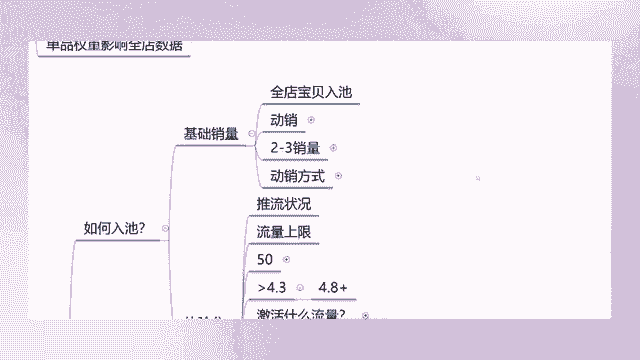 单品权重影响全店数据
全店宝贝入池
动销
基础销量
2-3销量
动销方式
推流状况
如何入池?
流量上限
50
>4.3 4.8+
激活什么流量?